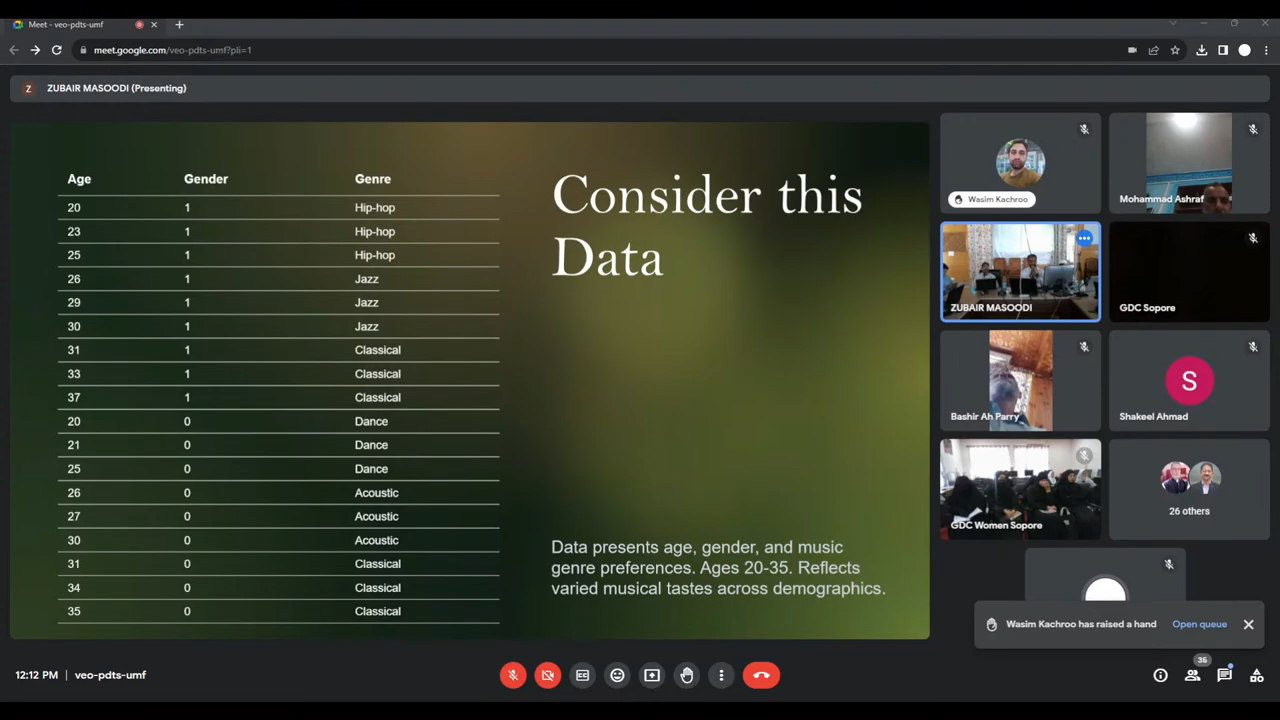 Meet - veo-pdts-umf
meet.google.com/veo-pdts-umf?pli=1
Z ZUBAIR MASOODI (Presenting)
Age Gender Genre
20 1 Hip-hop
23 1 Hip-hop
25 1 Hip-hop
26 1 Jazz
29 1 Jazz
30 1 Jazz
31 1 Classical
33 1 Classical
37 1 Classical
20 0 Dance
21 0 Dance
25 0 Dance
26 0 Acoustic
27 0 Acoustic
30 0 Acoustic
31 0 Classical
34 0 Classical
35 0 Classical
Consider this
Data
Data presents age, gender, and music
genre preferences. Ages 20-35. Reflects
varied musical tastes across demographics.
Wasim Kachroo
Mohammad Ashraf
ZUBAIR MASOODI
GDC Sopore
Bashir Ah Parry
S
Shakeel Ahmad
GDC Women Sopore
26 others
Wasim Kachroo has raised a hand Open queue
12:12 PM | veo-pdts-umf
35